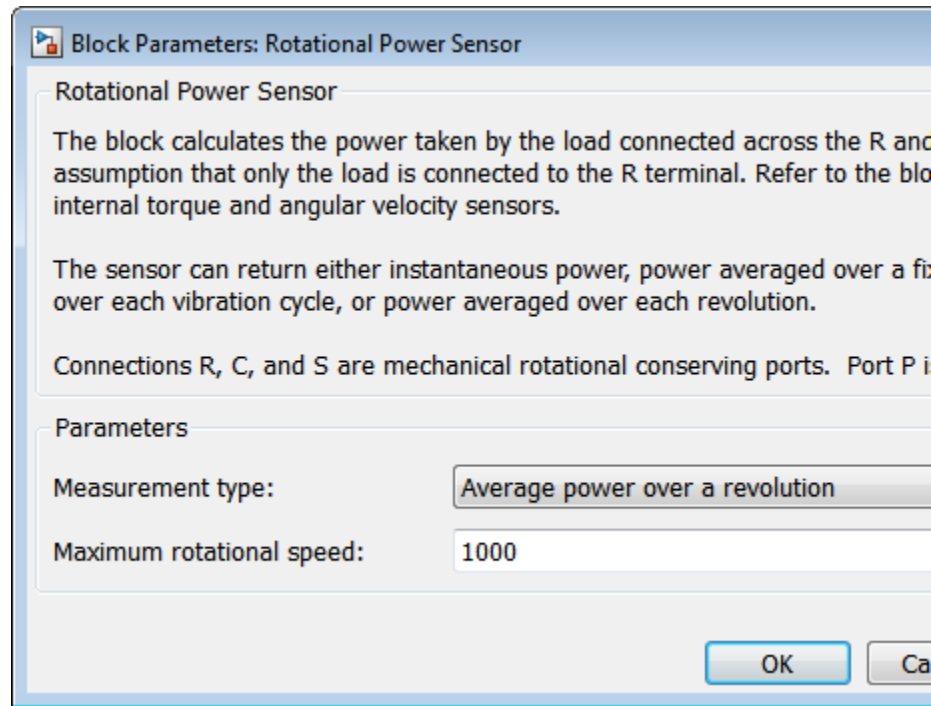 Block Parameters: Rotational Power Sensor
Rotational Power Sensor
The block calculates the power taken by the load connected across the R and
assumption that only the load is connected to the R terminal. Refer to the
internal torque and angular velocity sensors.
The sensor can return either instantaneous power, power averaged over a
over each vibration cycle, or power averaged over each revolution.
Connections R, C, and S are mechanical rotational conserving ports.  Port P
Parameters
Measurement type:
Average power over a revolution
Maximum rotational speed:
1000
OK